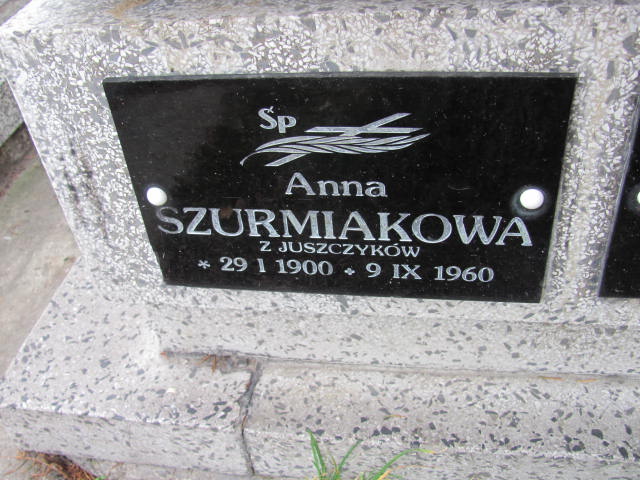 Śp
Anna
SZURMIAKOWA
Z JUSZCZYKÓW
* 29 I 1900 + 9 IX 1960